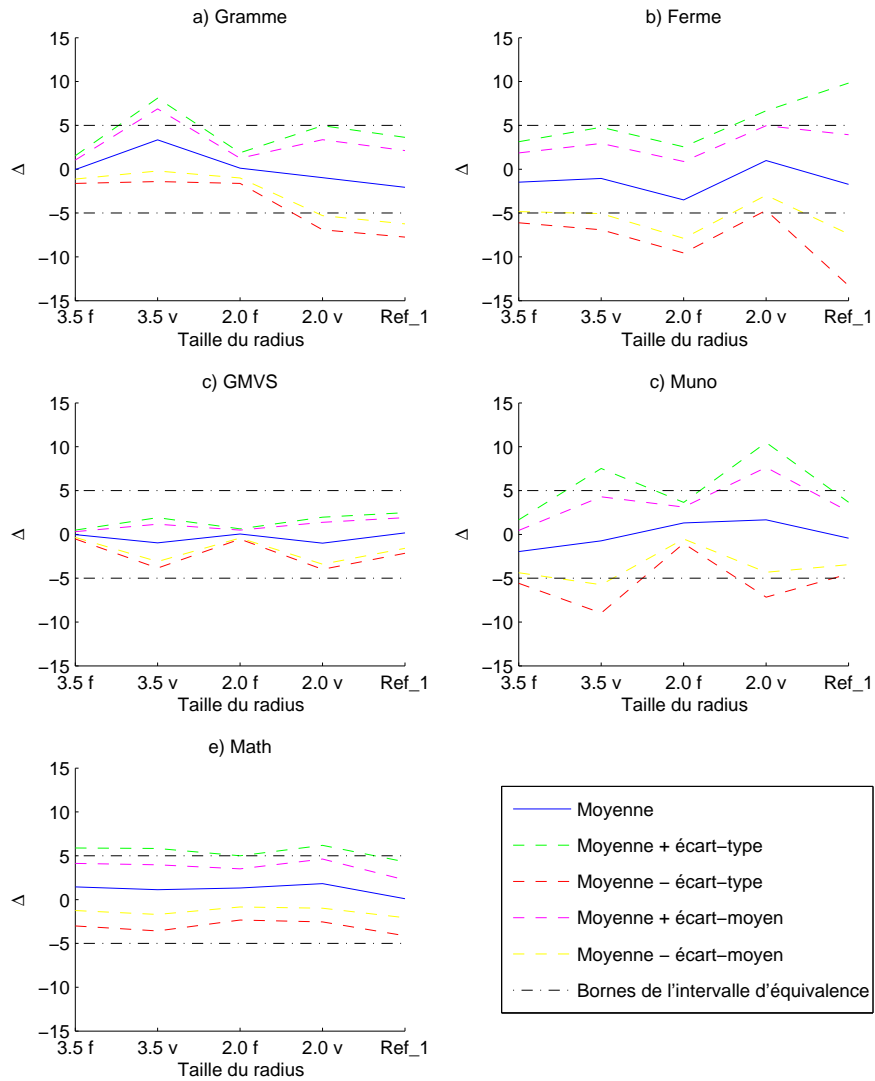 a) Gramme
15
10
5
0
−5
−10
−15
Δ
3.5 f 3.5 v 2.0 f 2.0 v Ref_1
Taille du radius
b) Ferme
15
10
5
0
−5
−10
−15
Δ
3.5 f 3.5 v 2.0 f 2.0 v Ref_1
Taille du radius
c) GMVS
15
10
5
0
−5
−10
−15
Δ
3.5 f 3.5 v 2.0 f 2.0 v Ref_1
Taille du radius
c) Muno
15
10
5
0
−5
−10
−15
Δ
3.5 f 3.5 v 2.0 f 2.0 v Ref_1
Taille du radius
e) Math
15
10
5
0
−5
−10
−15
Δ
3.5 f 3.5 v 2.0 f 2.0 v Ref_1
Taille du radius
Moyenne
Moyenne + écart−type
Moyenne − écart−type
Moyenne + écart−moyen
Moyenne − écart−moyen
Bornes de l'intervalle d'équivalence